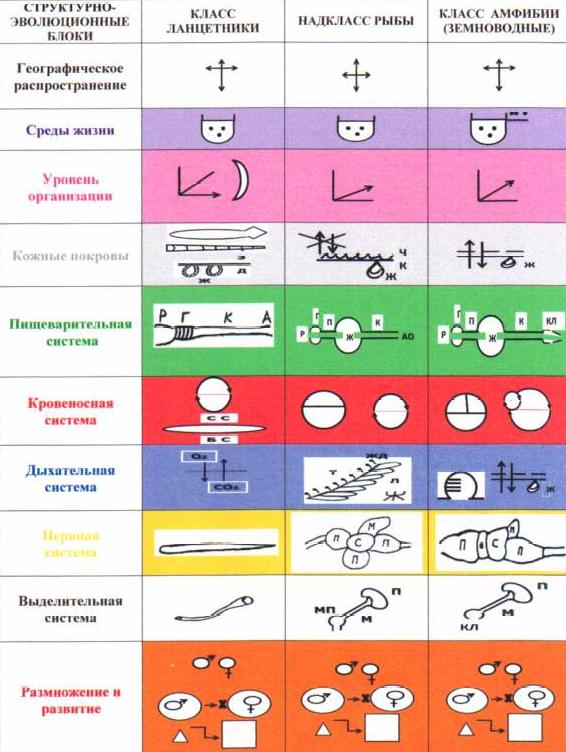 СТРУКТУРНО-
ЭВОЛЮЦИОННЫЕ
БЛОКИ
КЛАСС
ЛАНЦЕТНИКИ
НАДКЛАСС РЫБЫ
КЛАСС АМФИБИИ
(ЗЕМНОВОДНЫЕ)
Географическое
распространение
Среды жизни
Уровень
организации
Кожные покровы
Э
Д
Ж
Ч
К
Ж
Ж
Пищеварительная
система
Р Г К А
Р Г П Ж К АО
Р Г П Ж К КЛ
Кровеносная
система
С С
Б С
Дыхательная
система
O₂
CO₂
ЖД
Т
Л
Ж
Ж
Нервная
система
П С М П П
П П С М П
Выделительная
система
МП М П
КЛ М П
Размножение и
развитие